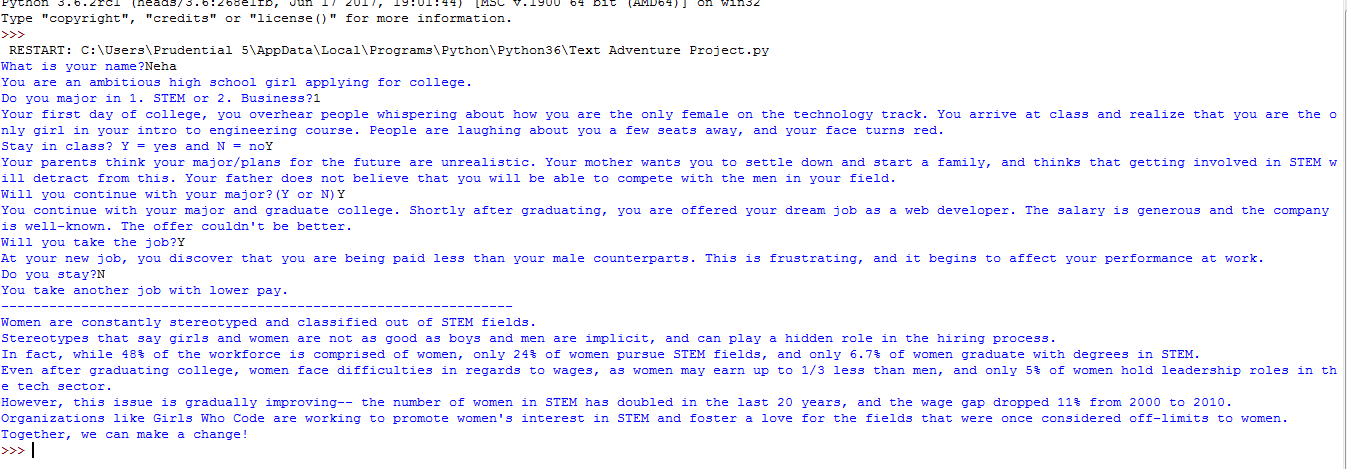 Python 3.6.2rc1 (heads/3.6:268e1fb, Jun 17 2017, 19:01:44) [MSC v.1900 64 bit (AMD64)] on win32
Type "copyright", "credits" or "license()" for more information.
>>>
 RESTART: C:\Users\Prudential 5\AppData\Local\Programs\Python\Python36\Text Adventure Project.py
What is your name?Neha
You are an ambitious high school girl applying for college.
Do you major in 1. STEM or 2. Business?1
Your first day of college, you overhear people whispering about how you are the only female on the technology track. You arrive at class and realize that you are the o
nly girl in your intro to engineering course. People are laughing about you a few seats away, and your face turns red.
Stay in class? Y = yes and N = noY
Your parents think your major/plans for the future are unrealistic. Your mother wants you to settle down and start a family, and thinks that getting involved in STEM w
ill detract from this. Your father does not believe that you will be able to compete with the men in your field.
Will you continue with your major?(Y or N)Y
You continue with your major and graduate college. Shortly after graduating, you are offered your dream job as a web developer. The salary is generous and the company
is well-known. The offer couldn't be better.
Will you take the job?Y
At your new job, you discover that you are being paid less than your male counterparts. This is frustrating, and it begins to affect your performance at work.
Do you stay?N
You take another job with lower pay.
----------------------------------------------------------------
Women are constantly stereotyped and classified out of STEM fields.
Stereotypes that say girls and women are not as good as boys and men are implicit, and can play a hidden role in the hiring process.
In fact, while 48% of the workforce is comprised of women, only 24% of women pursue STEM fields, and only 6.7% of women graduate with degrees in STEM.
Even after graduating college, women face difficulties in regards to wages, as women may earn up to 1/3 less than men, and only 5% of women hold leadership roles in th
e tech sector.
However, this issue is gradually improving-- the number of women in STEM has doubled in the last 20 years, and the wage gap dropped 11% from 2000 to 2010.
Organizations like Girls Who Code are working to promote women's interest in STEM and foster a love for the fields that were once considered off-limits to women.
Together, we can make a change!
>>>